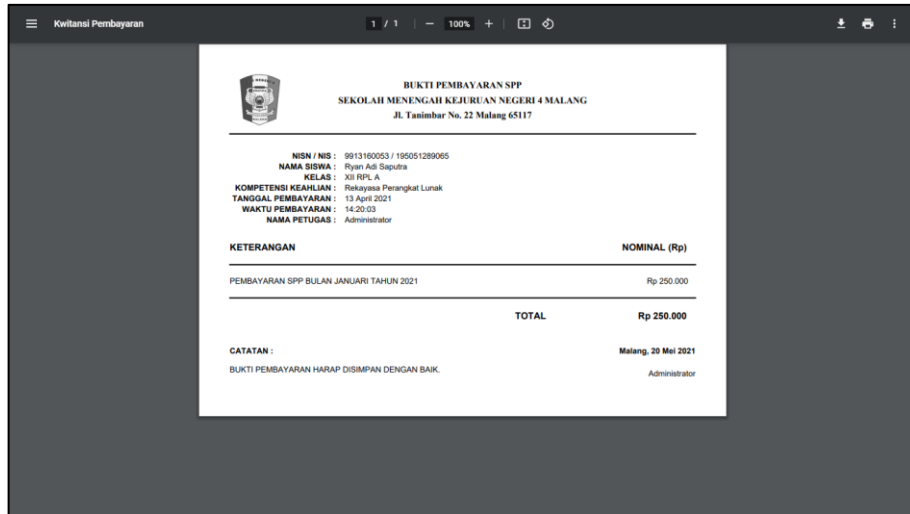 Kwitansi Pembayaran 1 / 1 100%
BUKTI PEMBAYARAN SPP
SEKOLAH MENENGAH KEJURUAN NEGERI 4 MALANG
Jl. Tanimbar No. 22 Malang 65117
NISN / NIS : 9913160053 / 195051289065
NAMA SISWA : Ryan Adi Saputra
KELAS : XII RPL A
KOMPETENSI KEAHLIAN : Rekayasa Perangkat Lunak
TANGGAL PEMBAYARAN : 13 April 2021
WAKTU PEMBAYARAN : 14:20:03
NAMA PETUGAS : Administrator
KETERANGAN NOMINAL (Rp)
PEMBAYARAN SPP BULAN JANUARI TAHUN 2021 Rp 250.000
TOTAL Rp 250.000
CATATAN : Malang, 20 Mei 2021
BUKTI PEMBAYARAN HARAP DISIMPAN DENGAN BAIK. Administrator